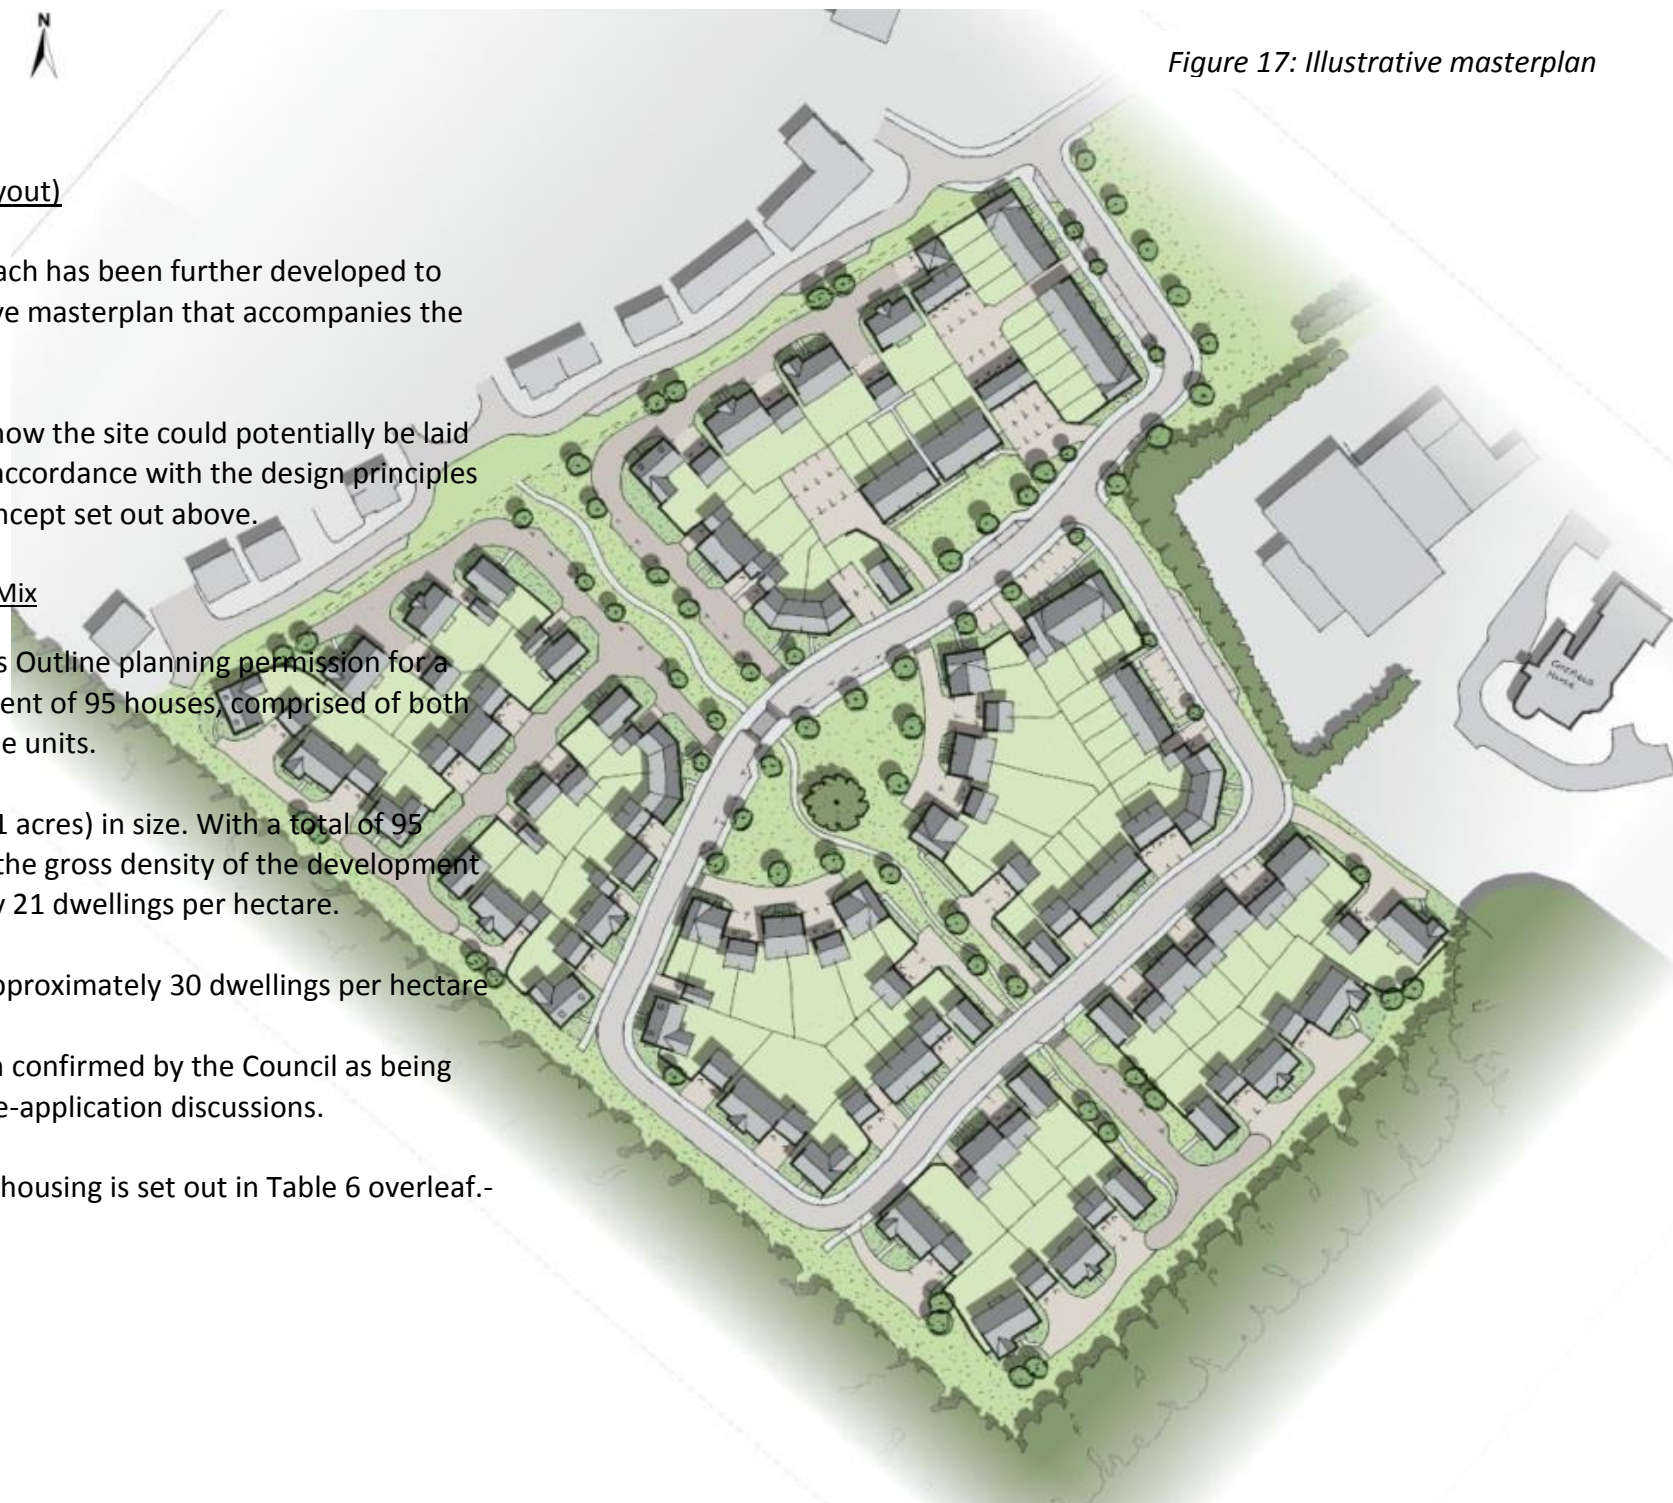 N
Figure 17: Illustrative masterplan
yout)
ach has been further developed to
ve masterplan that accompanies the
how the site could potentially be laid
accordance with the design principles
ncept set out above.
Mix
s Outline planning permission for a
ent of 95 houses, comprised of both
le units.
1 acres) in size. With a total of 95
the gross density of the development
y 21 dwellings per hectare.
pproximately 30 dwellings per hectare
n confirmed by the Council as being
e-application discussions.
housing is set out in Table 6 overleaf.-
House